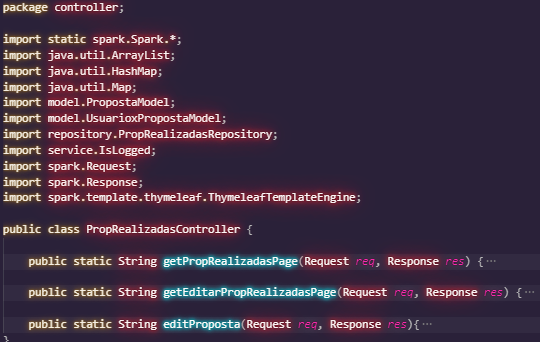 package controller;
import static spark.Spark.*;
import java.util.ArrayList;
import java.util.HashMap;
import java.util.Map;
import model.PropostaModel;
import model.UsuarioxPropostaModel;
import repository.PropRealizadasRepository;
import service.IsLogged;
import spark.Request;
import spark.Response;
import spark.template.thymeleaf.ThymeleafTemplateEngine;
public class PropRealizadasController {
public static String getPropRealizadasPage(Request req, Response res) {···
public static String getEditarPropRealizadasPage(Request req, Response res) {···
public static String editProposta(Request req, Response res){···
}